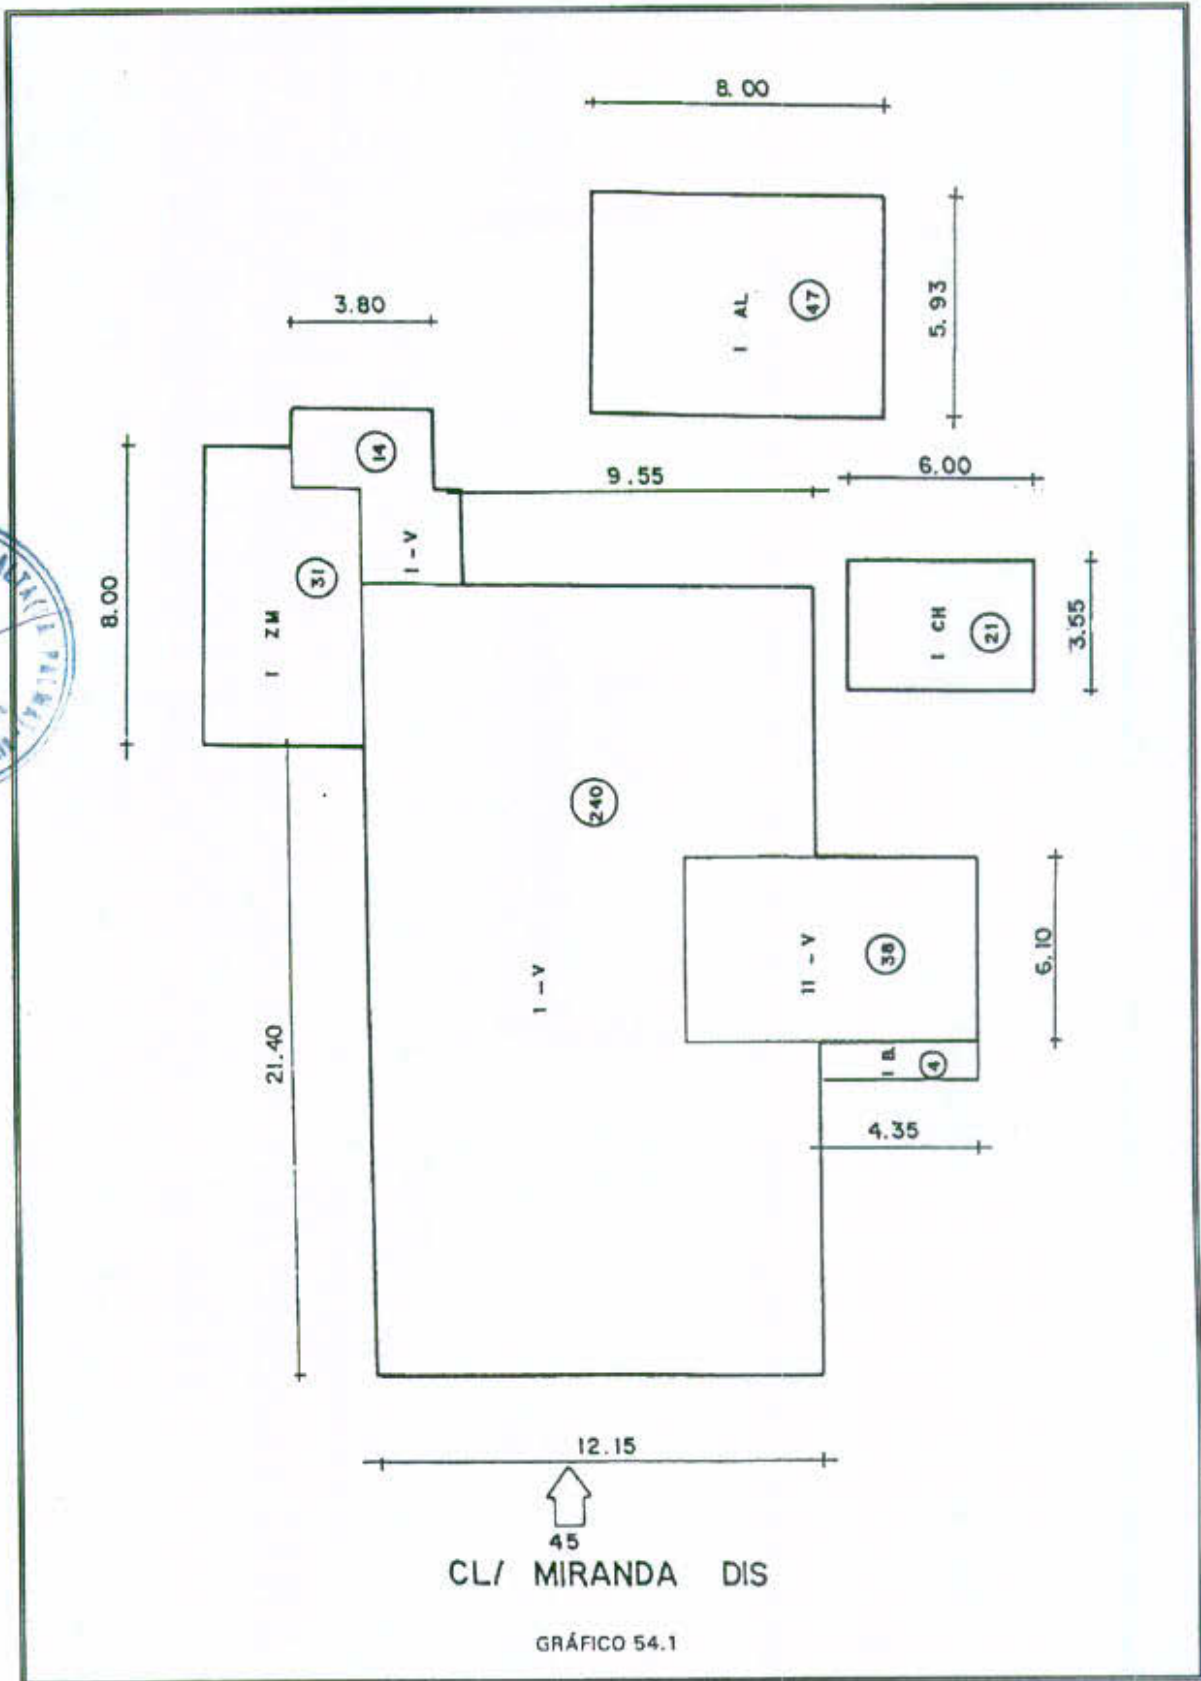 8.00
5.93
I AL
47
3.80
14
9.55
6.00
I - V
31
I ZM
8.00
I CH
21
3.55
240
I - V
II - V
38
6.10
21.40
I B.
4
4.35
12.15
45
CL/ MIRANDA DIS
GRÁFICO 54.1